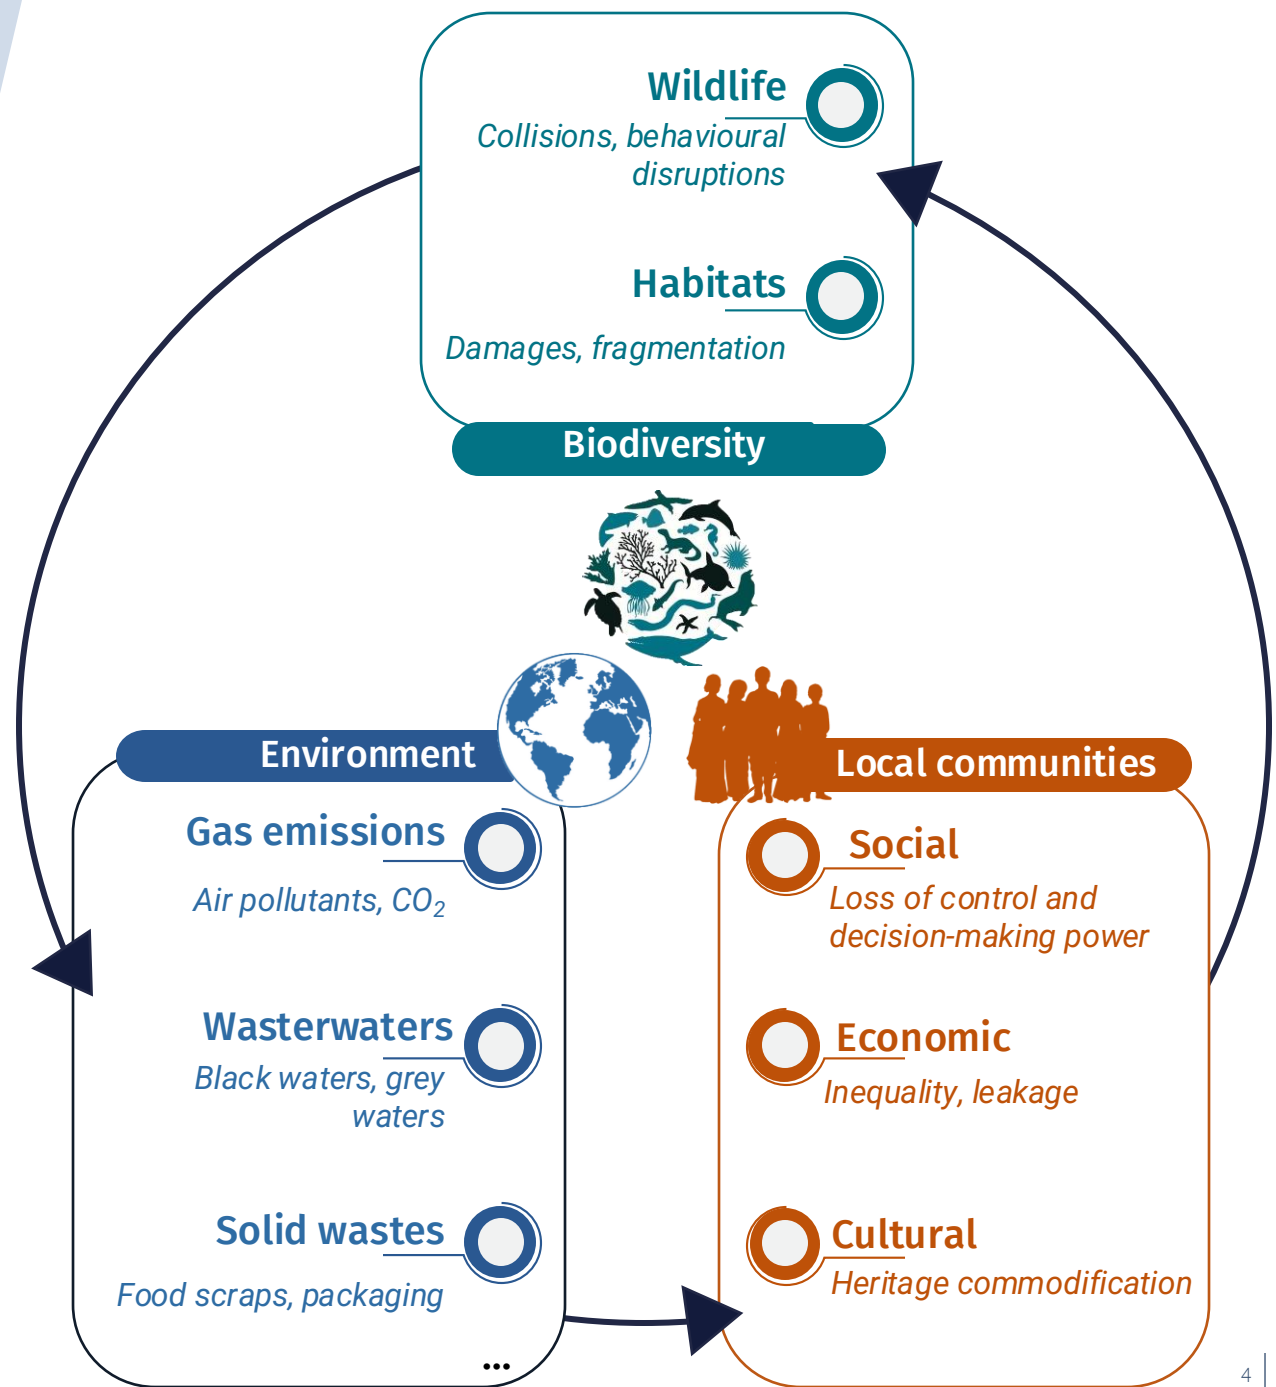 Wildlife
Collisions, behavioural
disruptions
Habitats
Damages, fragmentation
Biodiversity
Environment
Gas emissions
Air pollutants, CO₂
Wasterwaters
Black waters, grey
waters
Solid wastes
Food scraps, packaging
...
Local communities
Social
Loss of control and
decision-making power
Economic
Inequality, leakage
Cultural
Heritage commodification
4